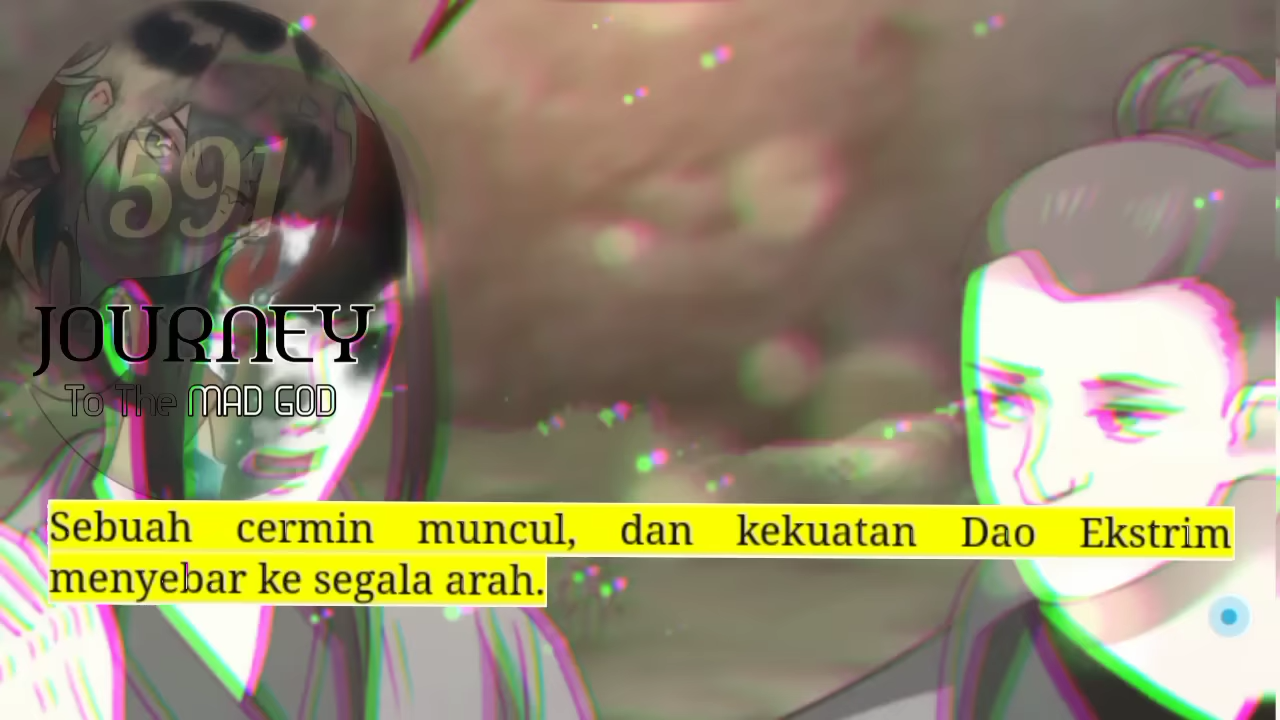 591
JOURNEY
To The MAD GOD
Sebuah cermin muncul, dan kekuatan Dao Ekstrim
menyebar ke segala arah.